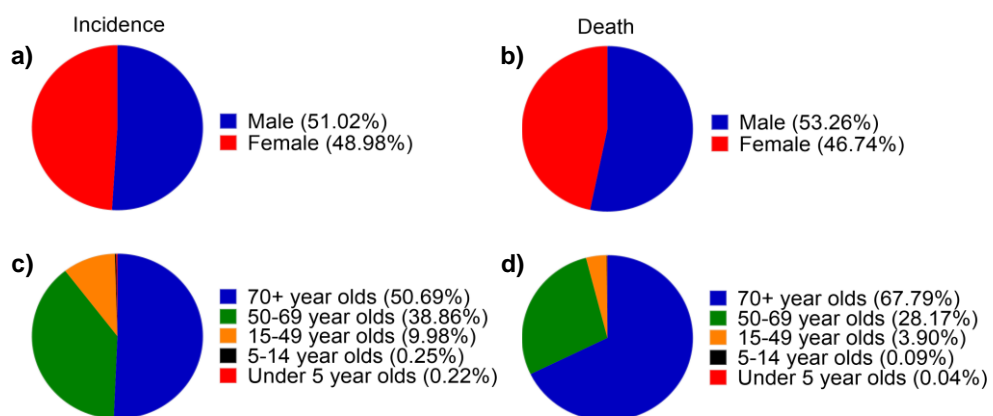 Incidence
a)
Male (51.02%)
Female (48.98%)
Death
b)
Male (53.26%)
Female (46.74%)
c)
70+ year olds (50.69%)
50-69 year olds (38.86%)
15-49 year olds (9.98%)
5-14 year olds (0.25%)
Under 5 year olds (0.22%)
d)
70+ year olds (67.79%)
50-69 year olds (28.17%)
15-49 year olds (3.90%)
5-14 year olds (0.09%)
Under 5 year olds (0.04%)